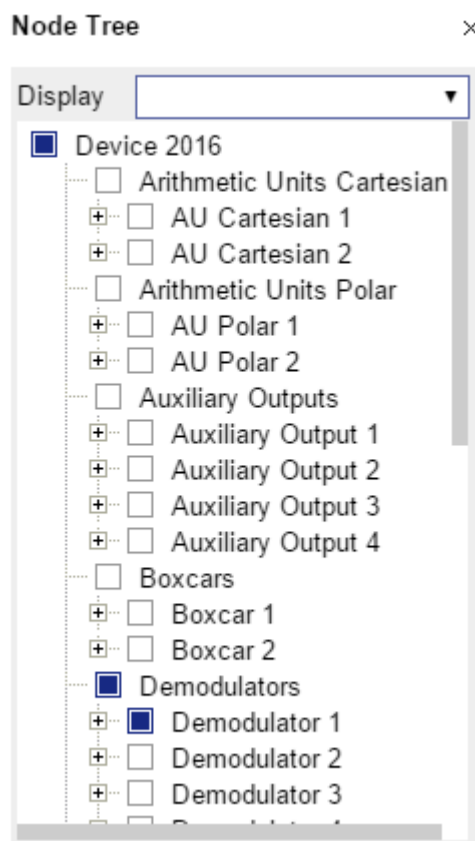 Node Tree
Display
Device 2016
Arithmetic Units Cartesian
AU Cartesian 1
AU Cartesian 2
Arithmetic Units Polar
AU Polar 1
AU Polar 2
Auxiliary Outputs
Auxiliary Output 1
Auxiliary Output 2
Auxiliary Output 3
Auxiliary Output 4
Boxcars
Boxcar 1
Boxcar 2
Demodulators
Demodulator 1
Demodulator 2
Demodulator 3